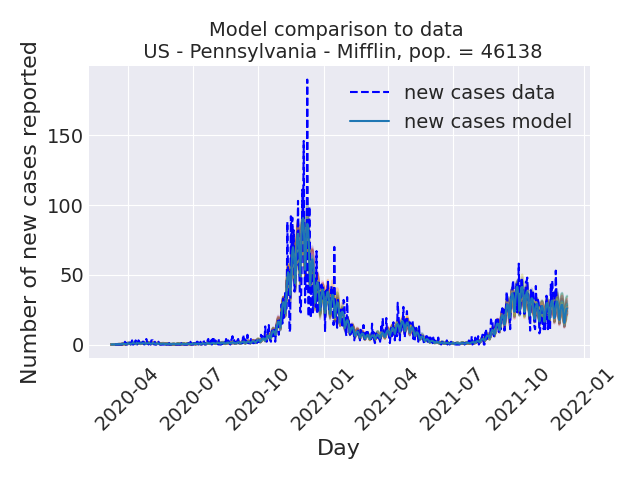 Model comparison to data
US - Pennsylvania - Mifflin, pop. = 46138
Number of new cases reported
150
100
50
0
new cases data
new cases model
2020-04
2020-07
2020-10
2021-01
2021-04
2021-07
2021-10
2022-01
Day